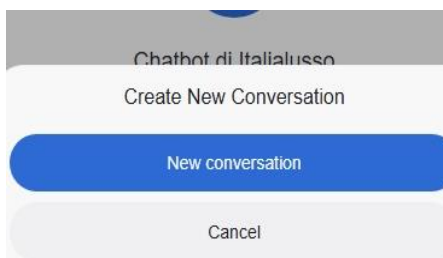 Chatbot di Italialusso
Create New Conversation
New conversation
Cancel